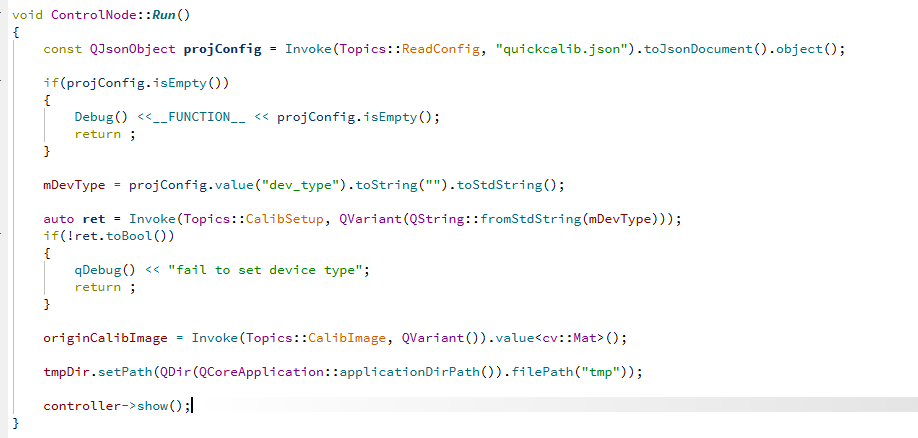 void ControlNode::Run()
{
    const QJsonObject projConfig = Invoke(Topics::ReadConfig, "quickcalib.json").toJsonDocument().object();
    if(projConfig.isEmpty())
    {
        Debug() <<__FUNCTION__ << projConfig.isEmpty();
        return ;
    }
    mDevType = projConfig.value("dev_type").toString("").toStdString();
    auto ret = Invoke(Topics::CalibSetup, QVariant(QString::fromStdString(mDevType)));
    if(!ret.toBool())
    {
        qDebug() << "fail to set device type";
        return ;
    }
    originCalibImage = Invoke(Topics::CalibImage, QVariant()).value<cv::Mat>();
    tmpDir.setPath(QDir(QCoreApplication::applicationDirPath()).filePath("tmp"));
    controller->show();
}